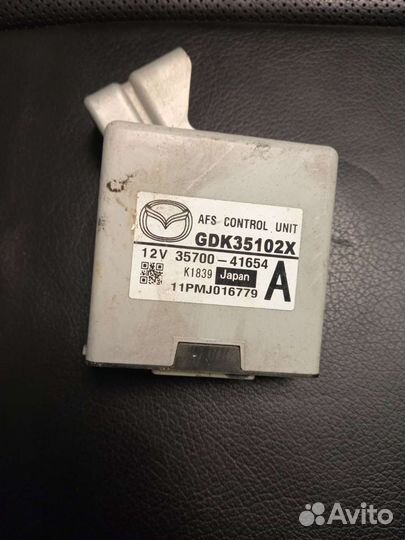 AFS CONTROL UNIT
GDK35102X
12V 35700-41654
K1839 Japan A
11PMJ016779
Avito